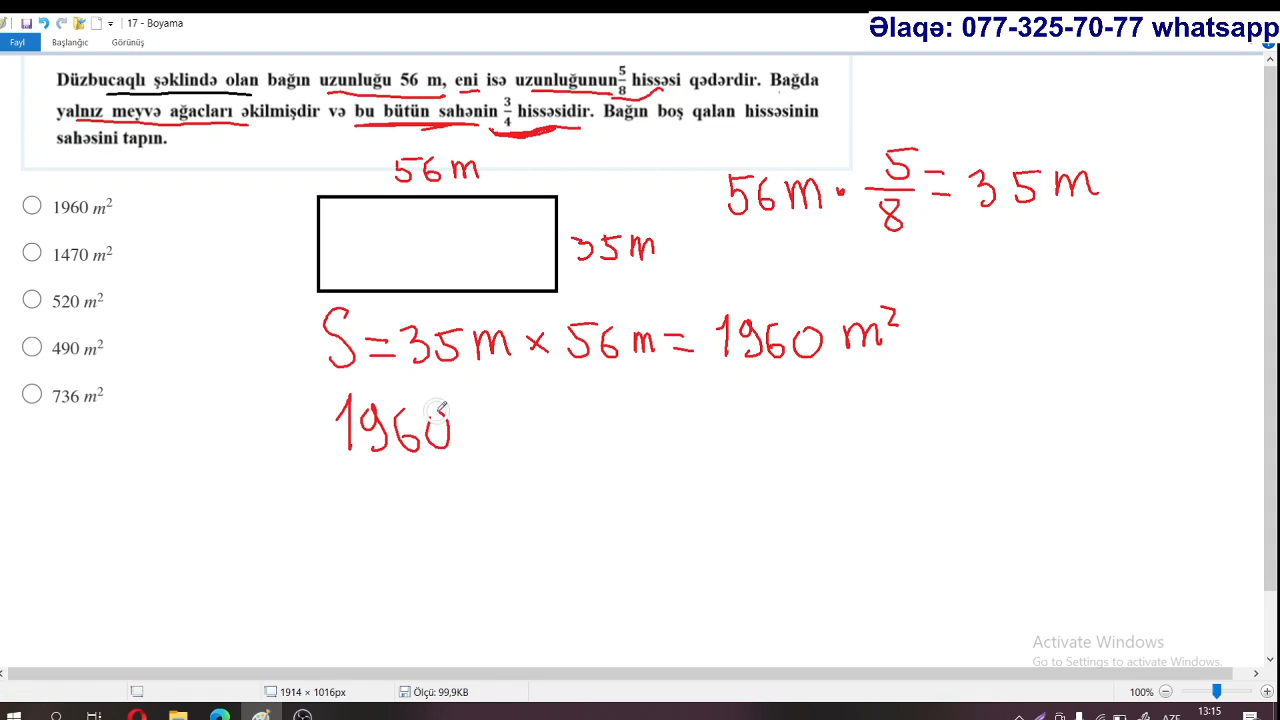 17 - Boyama
Əlaqə: 077-325-70-77 whatsapp
Fayl Başlanğıc Görünüş
Düzbucaqlı şəklində olan bağın uzunluğu 56 m, eni isə uzunluğunun 5/8 hissəsi qədərdir. Bağda
yalnız meyvə ağacları əkilmişdir və bu bütün sahənin 3/4 hissəsidir. Bağın boş qalan hissəsinin
sahəsini tapın.
56 m
56 m · 5/8 = 35 m
1960 m²
1470 m²
520 m²
490 m²
736 m²
35 m
S = 35 m × 56 m = 1960 m²
1960
Activate Windows
Go to Settings to activate Windows.
1914 × 1016px Ölçü: 99,9KB 100%
AZE 13:15